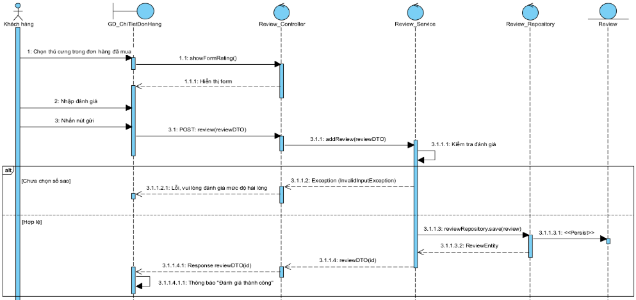 Khách hàng
GD_ChiTietDonHang
Review_Controller
Review_Service
Review_Repository
Review
1: Chọn thú cưng trong đơn hàng đã mua
1.1: showFormRating()
1.1.1: Hiển thị form
2: Nhập đánh giá
3: Nhấn nút gửi
3.1: POST: review(reviewDTO)
3.1.1: addReview(reviewDTO)
3.1.1.1: Kiểm tra đánh giá
alt
[Chưa chọn số sao]
3.1.1.2: Exception (InvalidInputException)
3.1.1.2.1: Lỗi, vui lòng đánh giá mức độ hài lòng
[Hợp lệ]
3.1.1.3: reviewRepository.save(review)
3.1.1.3.1: <<Persist>>
3.1.1.3.2: ReviewEntity
3.1.1.4: reviewDTO(id)
3.1.1.4.1: Response reviewDTO(id)
3.1.1.4.1.1: Thông báo "Đánh giá thành công"